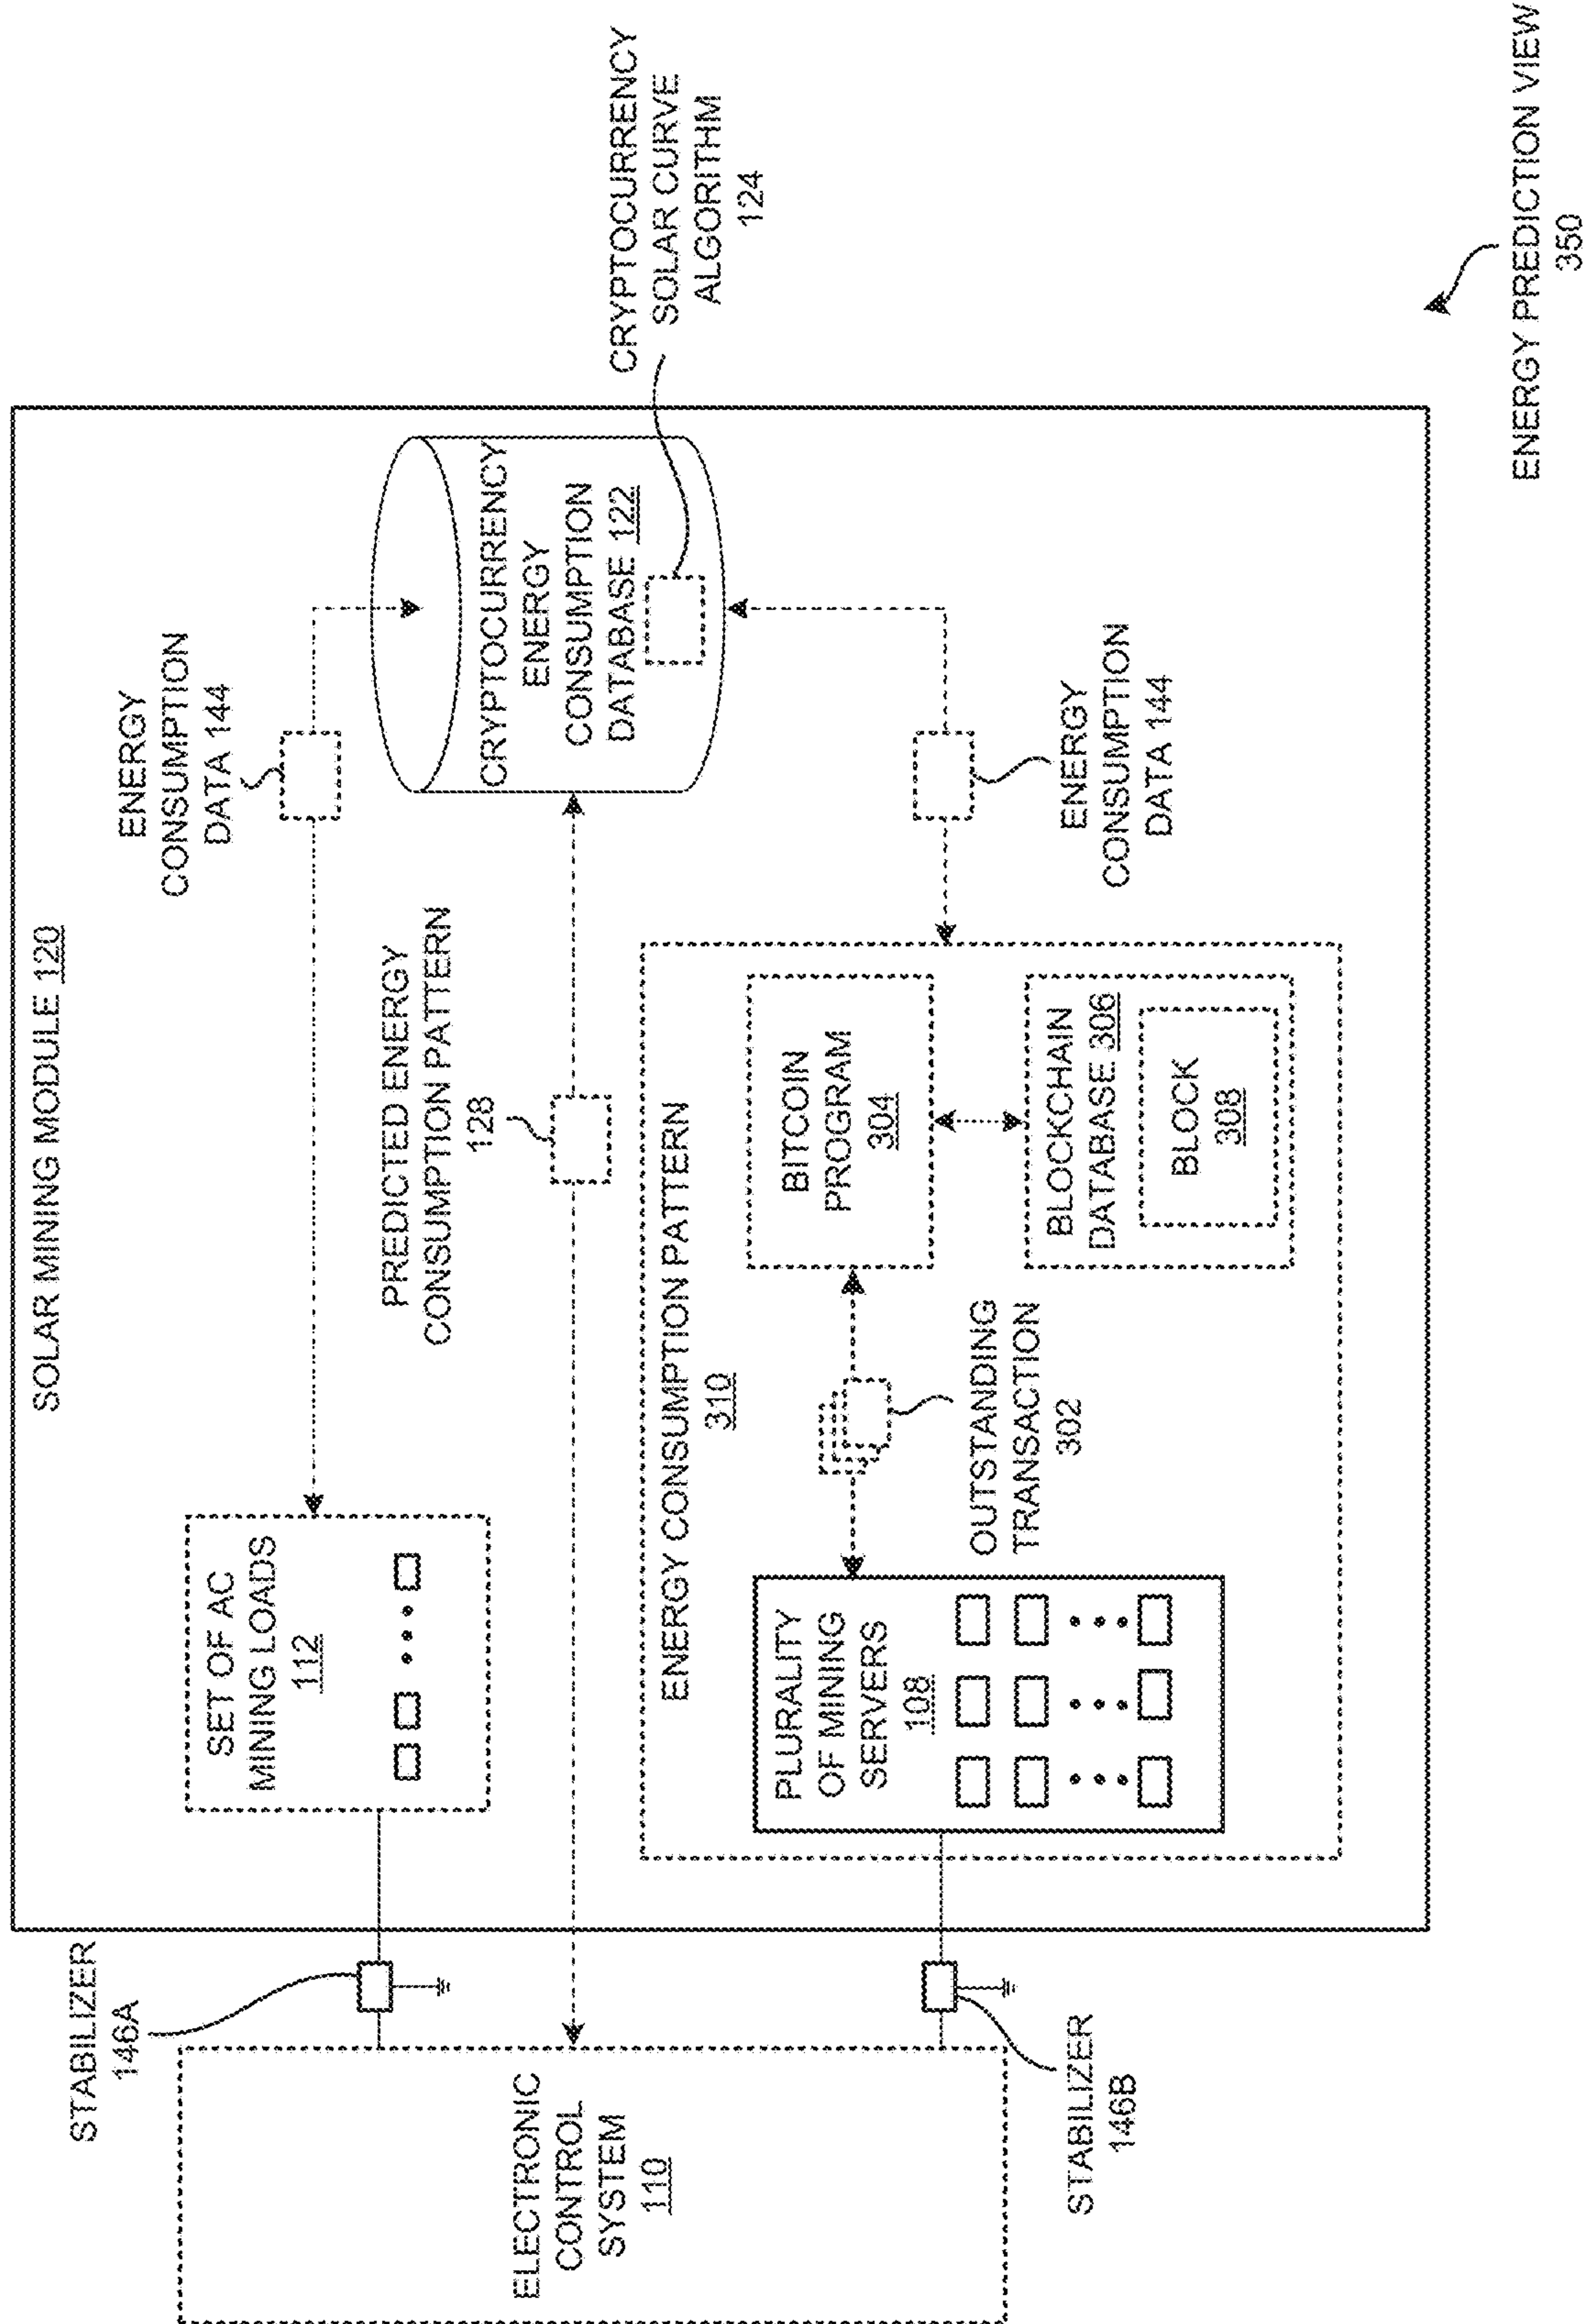 SOLAR MINING MODULE 120
STABILIZER
146A
SET OF AC
MINING LOADS
112
ENERGY
CONSUMPTION
DATA 144
PREDICTED ENERGY
CONSUMPTION PATTERN
128
CRYPTOCURRENCY
ENERGY
CONSUMPTION
DATABASE 122
CRYPTOCURRENCY
SOLAR CURVE
ALGORITHM
124
ELECTRONIC
CONTROL
SYSTEM
110
ENERGY CONSUMPTION PATTERN
310
PLURALITY
OF MINING
SERVERS
108
OUTSTANDING
TRANSACTION
302
BITCOIN
PROGRAM
304
BLOCKCHAIN
DATABASE 306
BLOCK
308
ENERGY
CONSUMPTION
DATA 144
STABILIZER
146B
ENERGY PREDICTION VIEW
350